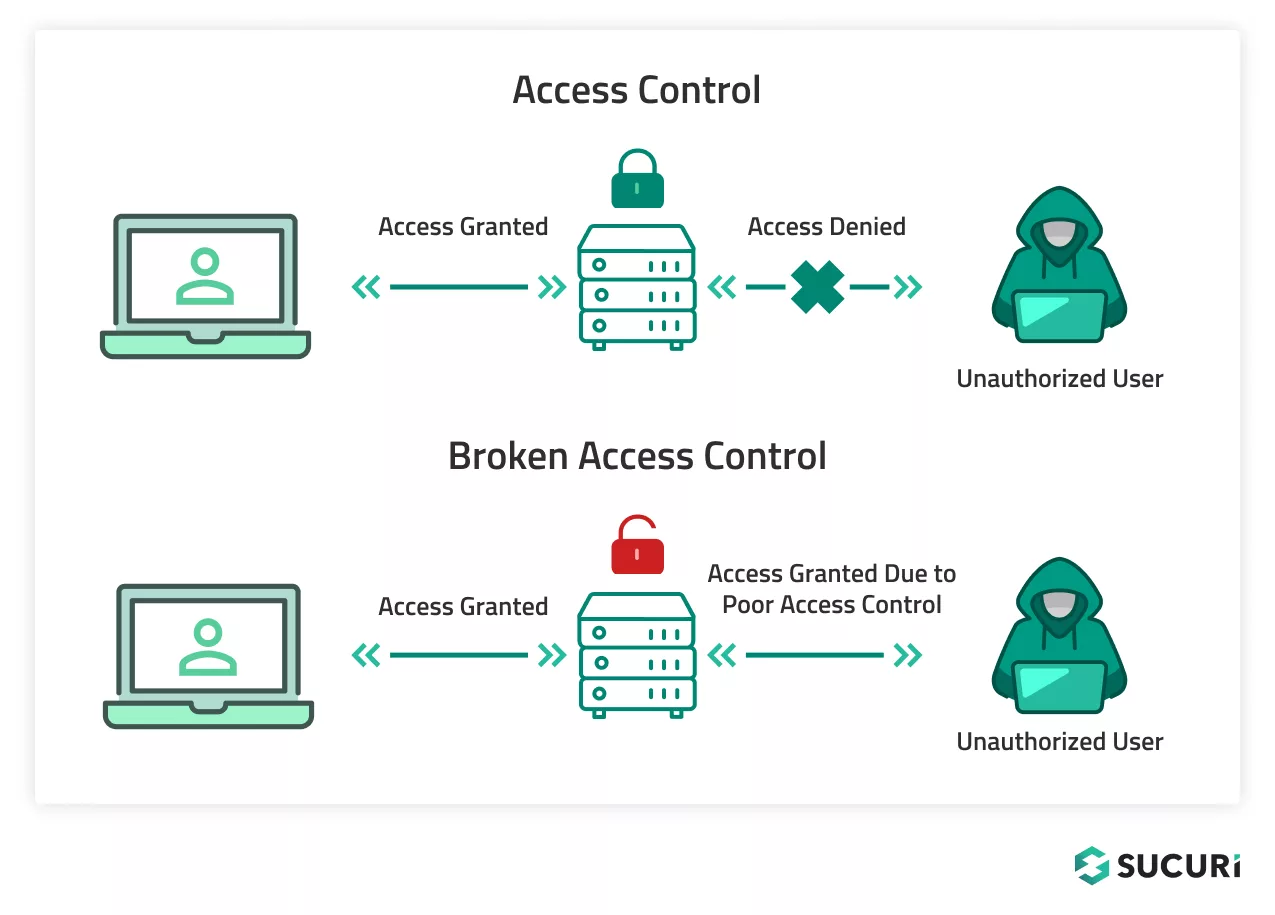 Access Control
Access Granted
Access Denied
Unauthorized User
Broken Access Control
Access Granted
Access Granted Due to
Poor Access Control
Unauthorized User
SUCURi